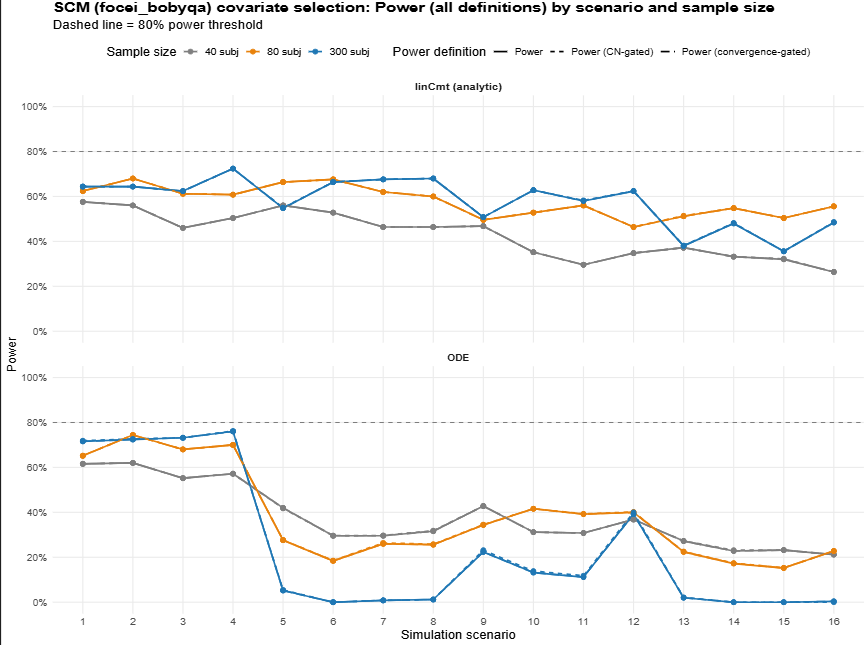 SCM (focei_bobyqa) covariate selection: Power (all definitions) by scenario and sample size
Dashed line = 80% power threshold
Sample size 40 subj 80 subj 300 subj Power definition Power Power (CN-gated) Power (convergence-gated)
linCmt (analytic)
100%
80%
60%
40%
20%
0%
Power
ODE
100%
80%
60%
40%
20%
0%
1 2 3 4 5 6 7 8 9 10 11 12 13 14 15 16
Simulation scenario